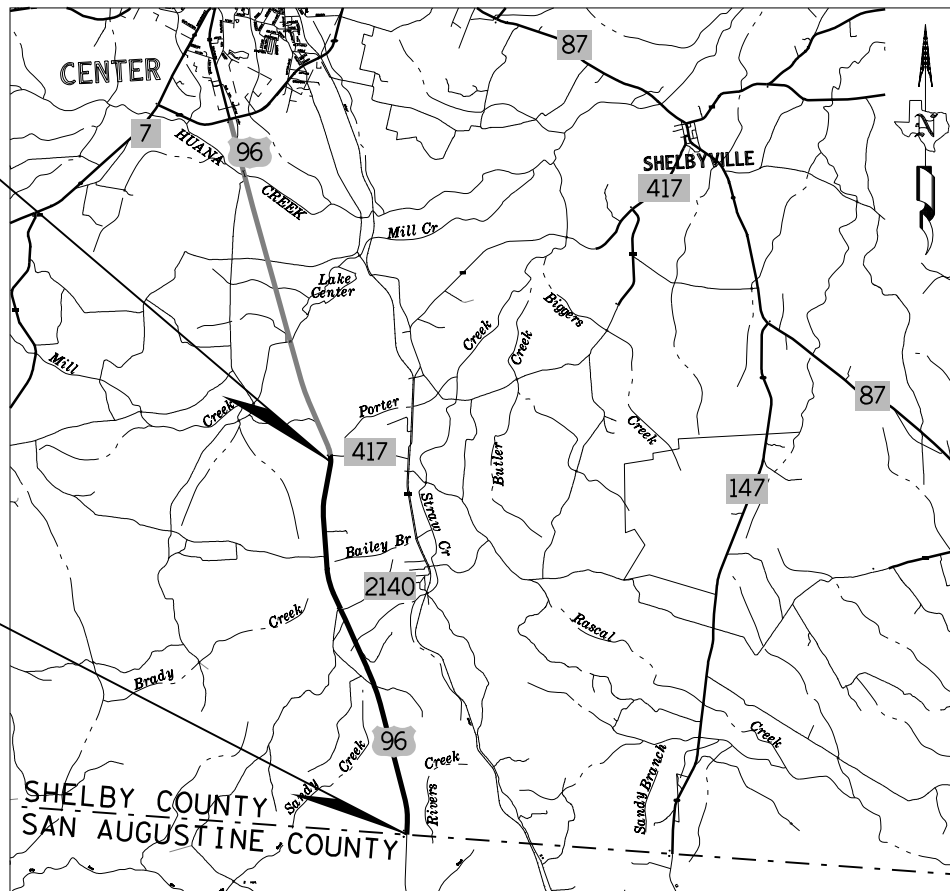 87
CENTER
7
HUANA
CREEK
96
SHELBYVILLE
417
N
Mill Cr
Lake
Center
Biggers
Creek
Creek
Mill
Creek
Porter
87
417
Creek
Butler
147
Straw Cr
Bailey Br
2140
Creek
Rascal
Brady
96
Creek
Creek
Creek
Sandy
Rivers
Sandy Branch
SHELBY COUNTY
SAN AUGUSTINE COUNTY